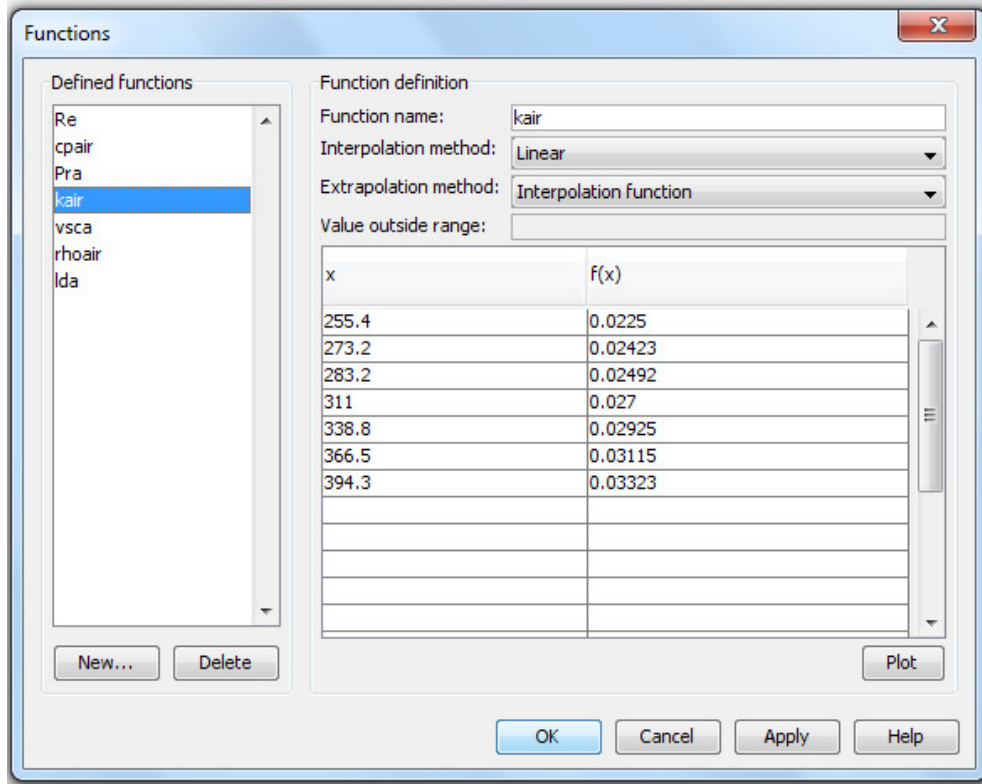 Functions
Defined functions
Re
cpair
Pra
kair
vsca
rhoair
lda
New...
Delete
Function definition
Function name: kair
Interpolation method: Linear
Extrapolation method: Interpolation function
Value outside range:
x f(x)
255.4 0.0225
273.2 0.02423
283.2 0.02492
311 0.027
338.8 0.02925
366.5 0.03115
394.3 0.03323
Plot
OK Cancel Apply Help